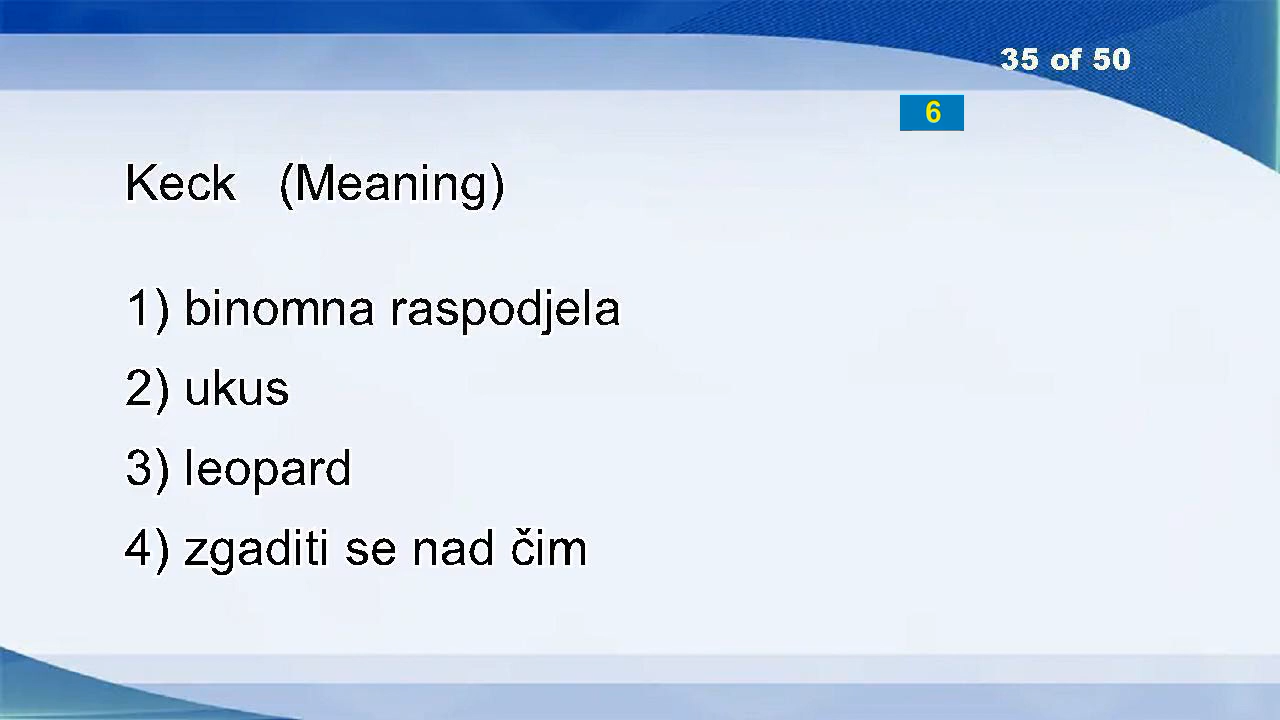 35 of 50
6
Keck (Meaning)
1) binomna raspodjela
2) ukus
3) leopard
4) zgaditi se nad čim